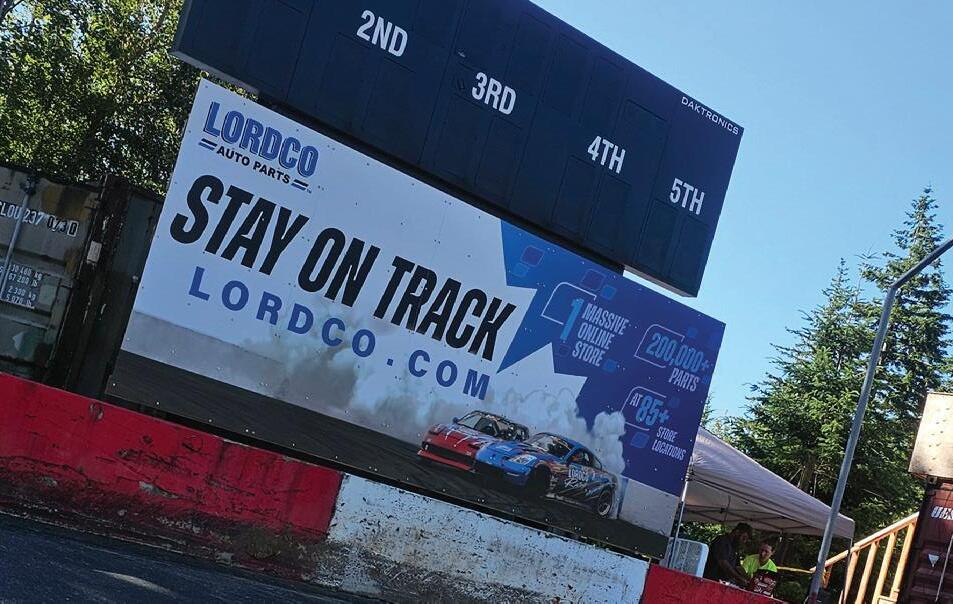 2ND
3RD
4TH
5TH
DAKTRONICS
LORDCO
AUTO PARTS
STAY ON TRACK
LORDCO.COM
1 MASSIVE
ONLINE
STORE
200,000+
PARTS
AT 85+
STORE
LOCATIONS
LORDCO